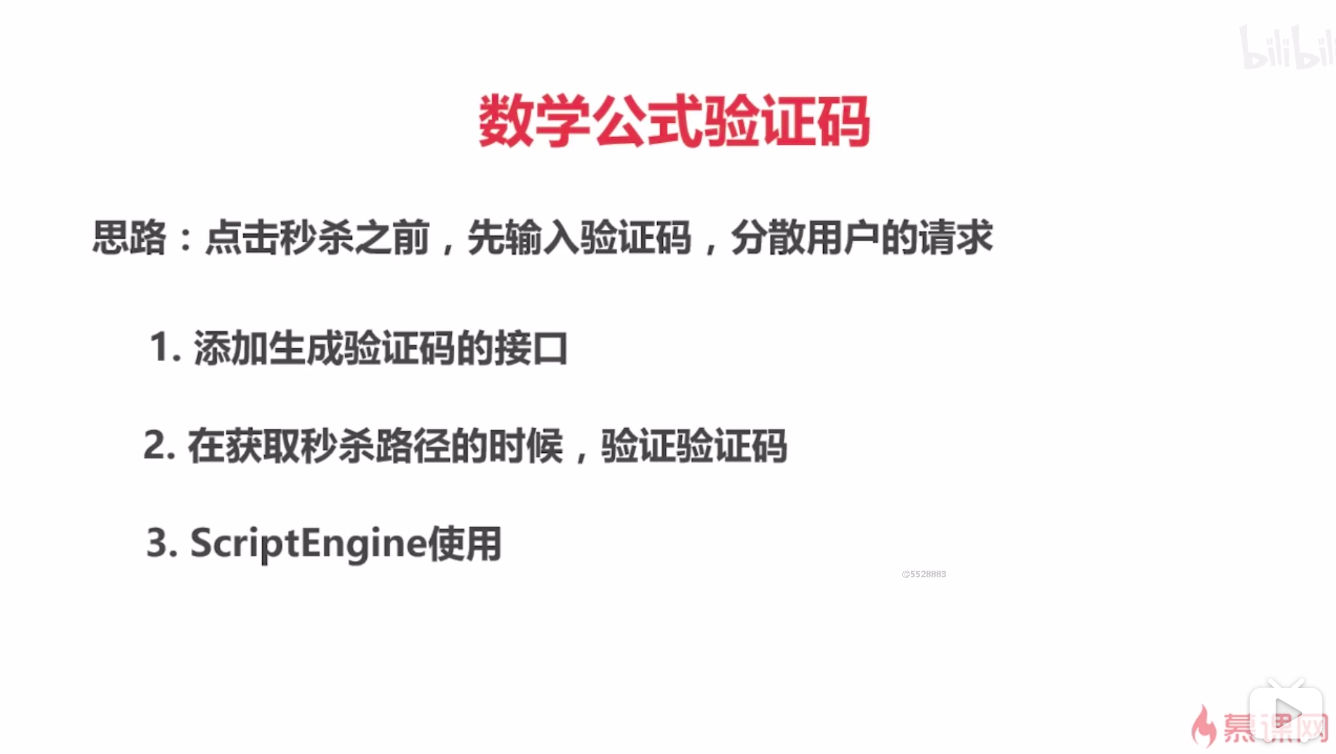 bilibili
数学公式验证码
思路：点击秒杀之前，先输入验证码，分散用户的请求
1. 添加生成验证码的接口
2. 在获取秒杀路径的时候，验证验证码
3. ScriptEngine使用
©5528883
慕课网